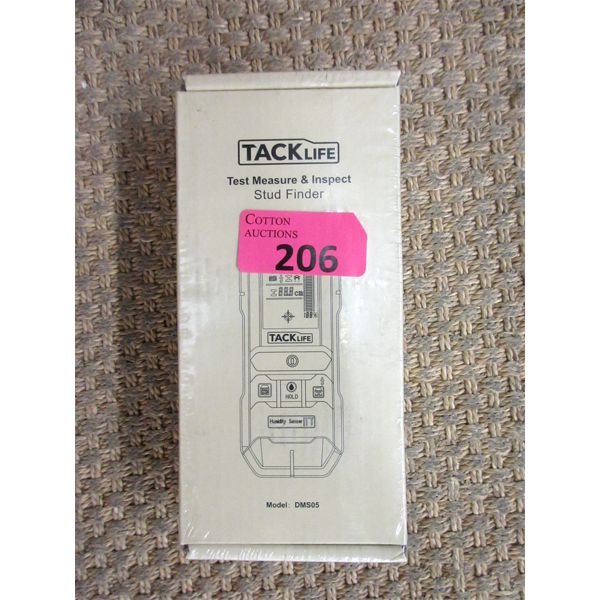 TACKLIFE
Test Measure & Inspect
Stud Finder
COTTON
AUCTIONS
206
TACKLIFE
HOLD
Humidity Sensor
Model: DMS05